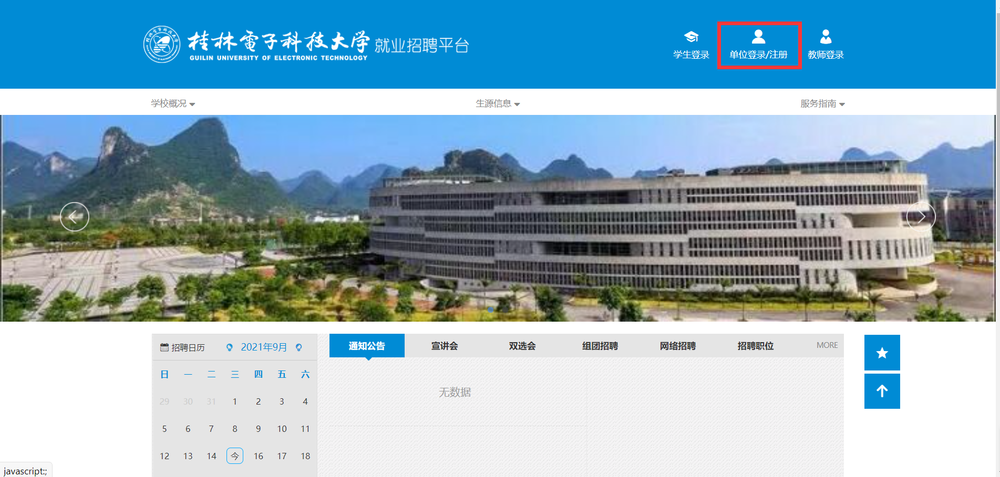 桂林電子科技大学 就业招聘平台
GUILIN UNIVERSITY OF ELECTRONIC TECHNOLOGY
学生登录 单位登录/注册 教师登录
学校概况 生源信息 服务指南
招聘日历 2021年9月
通知公告 宣讲会 双选会 组团招聘 网络招聘 招聘职位 MORE
日 一 二 三 四 五 六
无数据
29 30 31 1 2 3 4
5 6 7 8 9 10 11
12 13 14 今 16 17 18
javascript:;